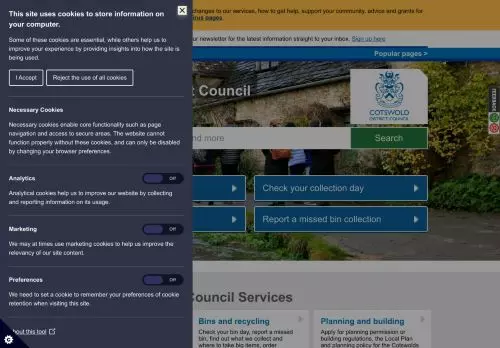 This site uses cookies to store information on
your computer.
Some of these cookies are essential, while others help us to
improve your experience by providing insights into how the site is
being used.
I Accept
Reject the use of all cookies
Necessary Cookies
Necessary cookies enable core functionality such as page
navigation and access to secure areas. The website cannot
function properly without these cookies, and can only be disabled
by changing your browser preferences.
Analytics
Off
Analytical cookies help us to improve our website by collecting
and reporting information on its usage.
Marketing
Off
We may at times use marketing cookies to help us improve the
relevancy of our site content.
Preferences
Off
We need to set a cookie to remember your preferences of cookie
retention when visiting this site.
About this tool
changes to our services, how to get help, support your community, advice and grants for
rus pages.
our newsletter for the latest information straight to your inbox. Sign up here
Popular pages >
t Council
COTSWOLD
DISTRICT COUNCIL
nd more
Search
Check your collection day
Report a missed bin collection
Council Services
Bins and recycling
Check your bin day, report a missed
bin, find out what we collect and
where to take big items, order
Planning and building
Apply for planning permission
or building regulations, the Local Plan
and planning policy for the Cotswolds